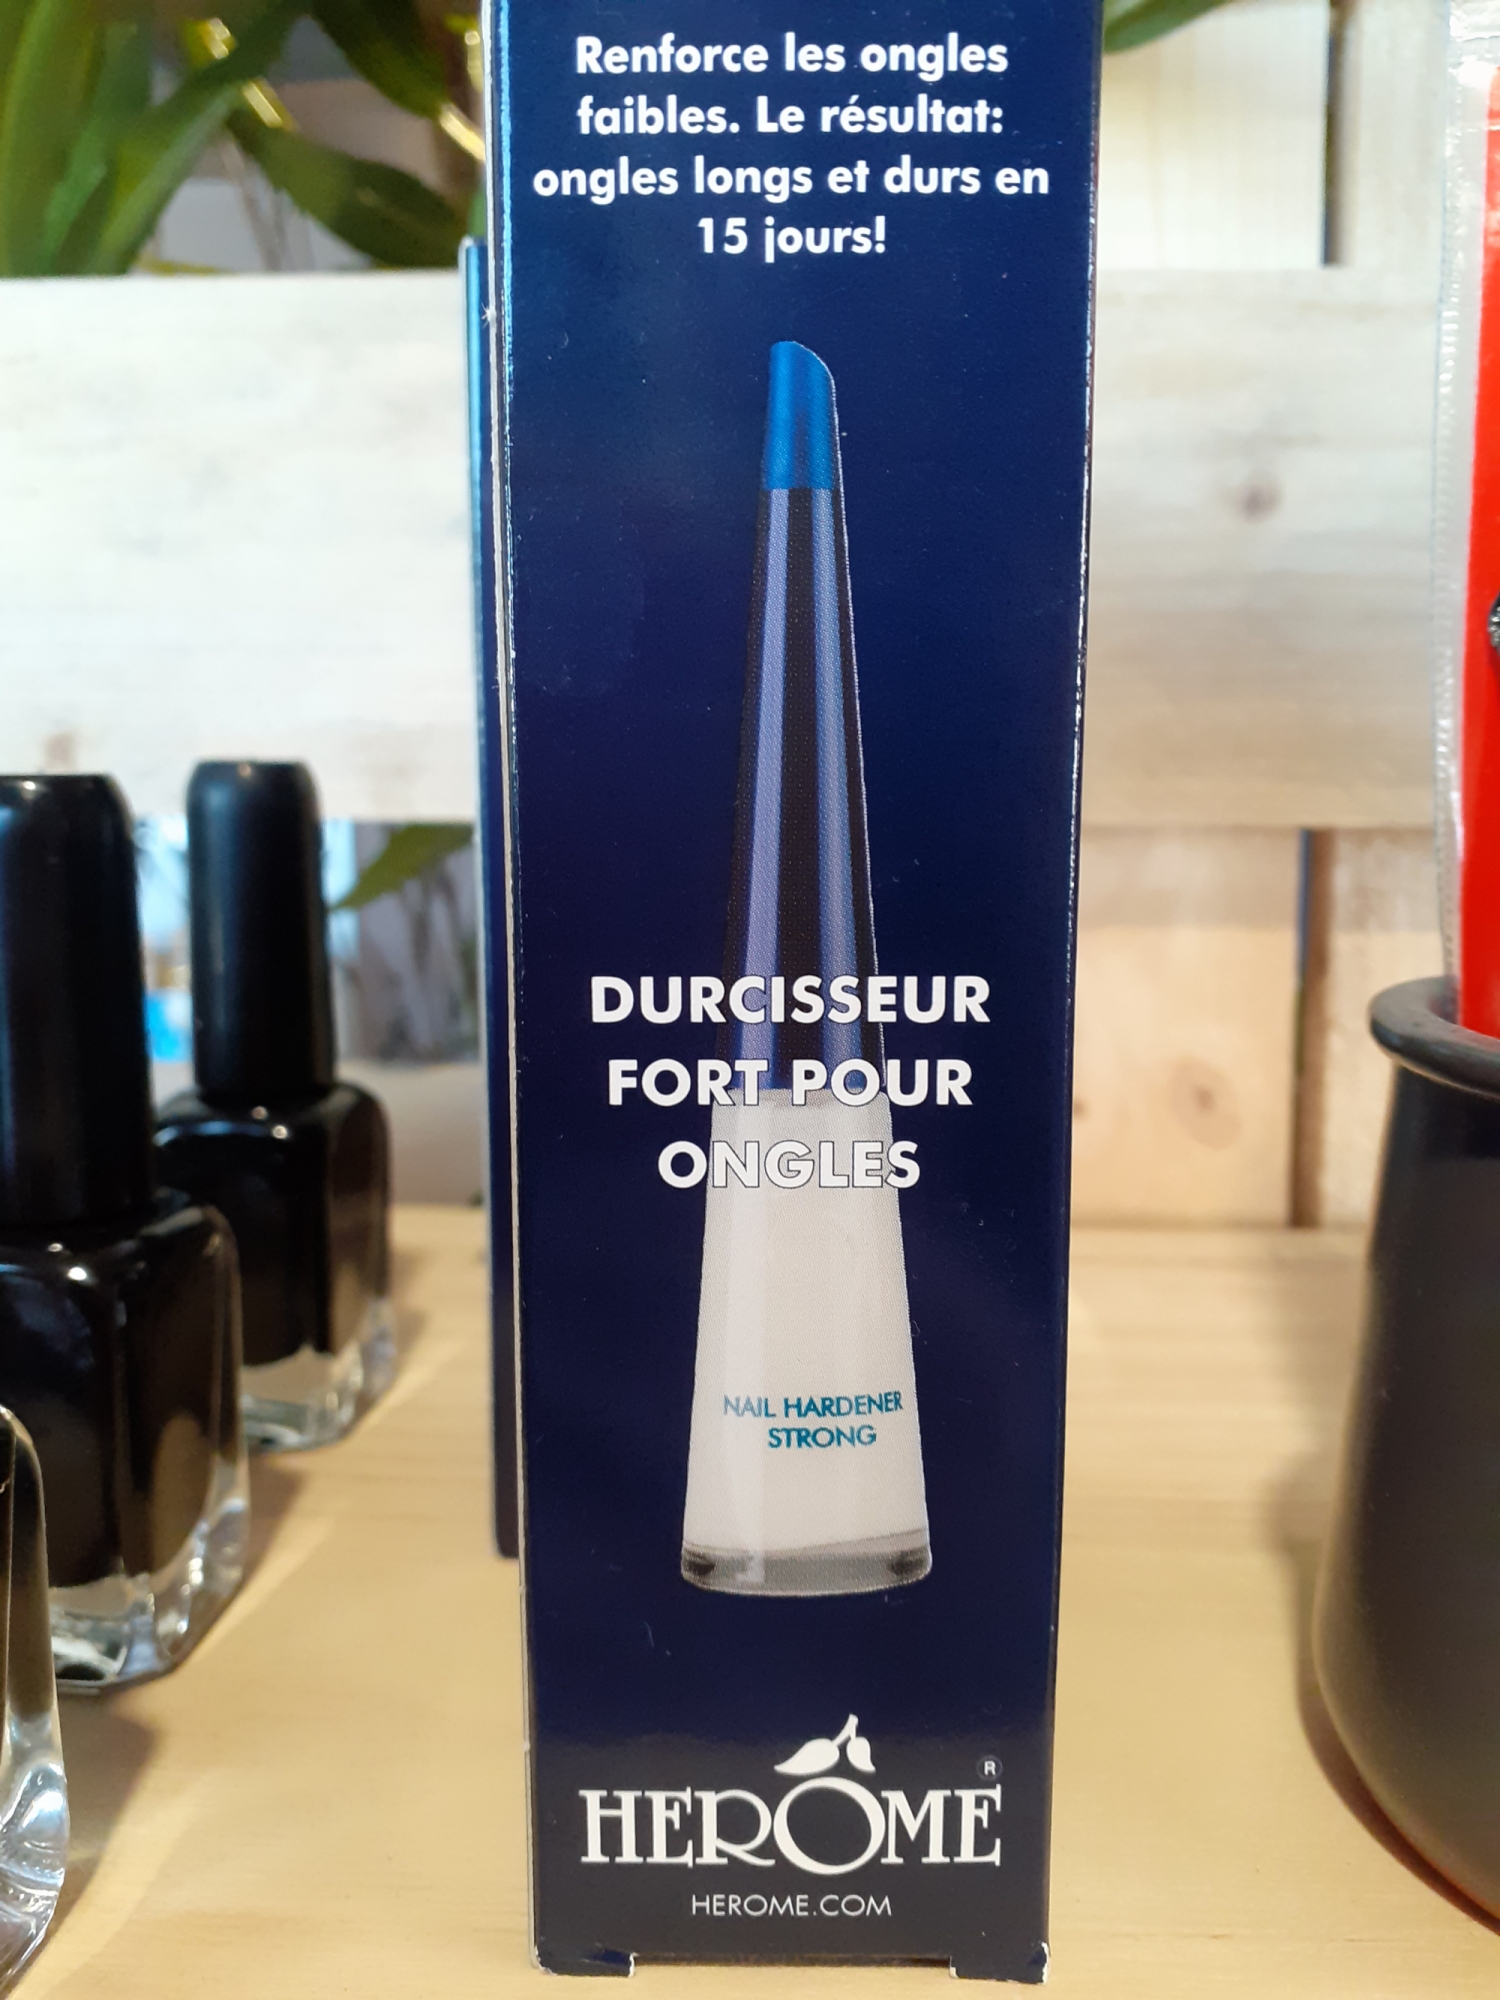 Renforce les ongles
faibles. Le résultat:
ongles longs et durs en
15 jours!
DURCISSEUR
FORT POUR
ONGLES
NAIL HARDENER
STRONG
HERÔME®
HEROME.COM